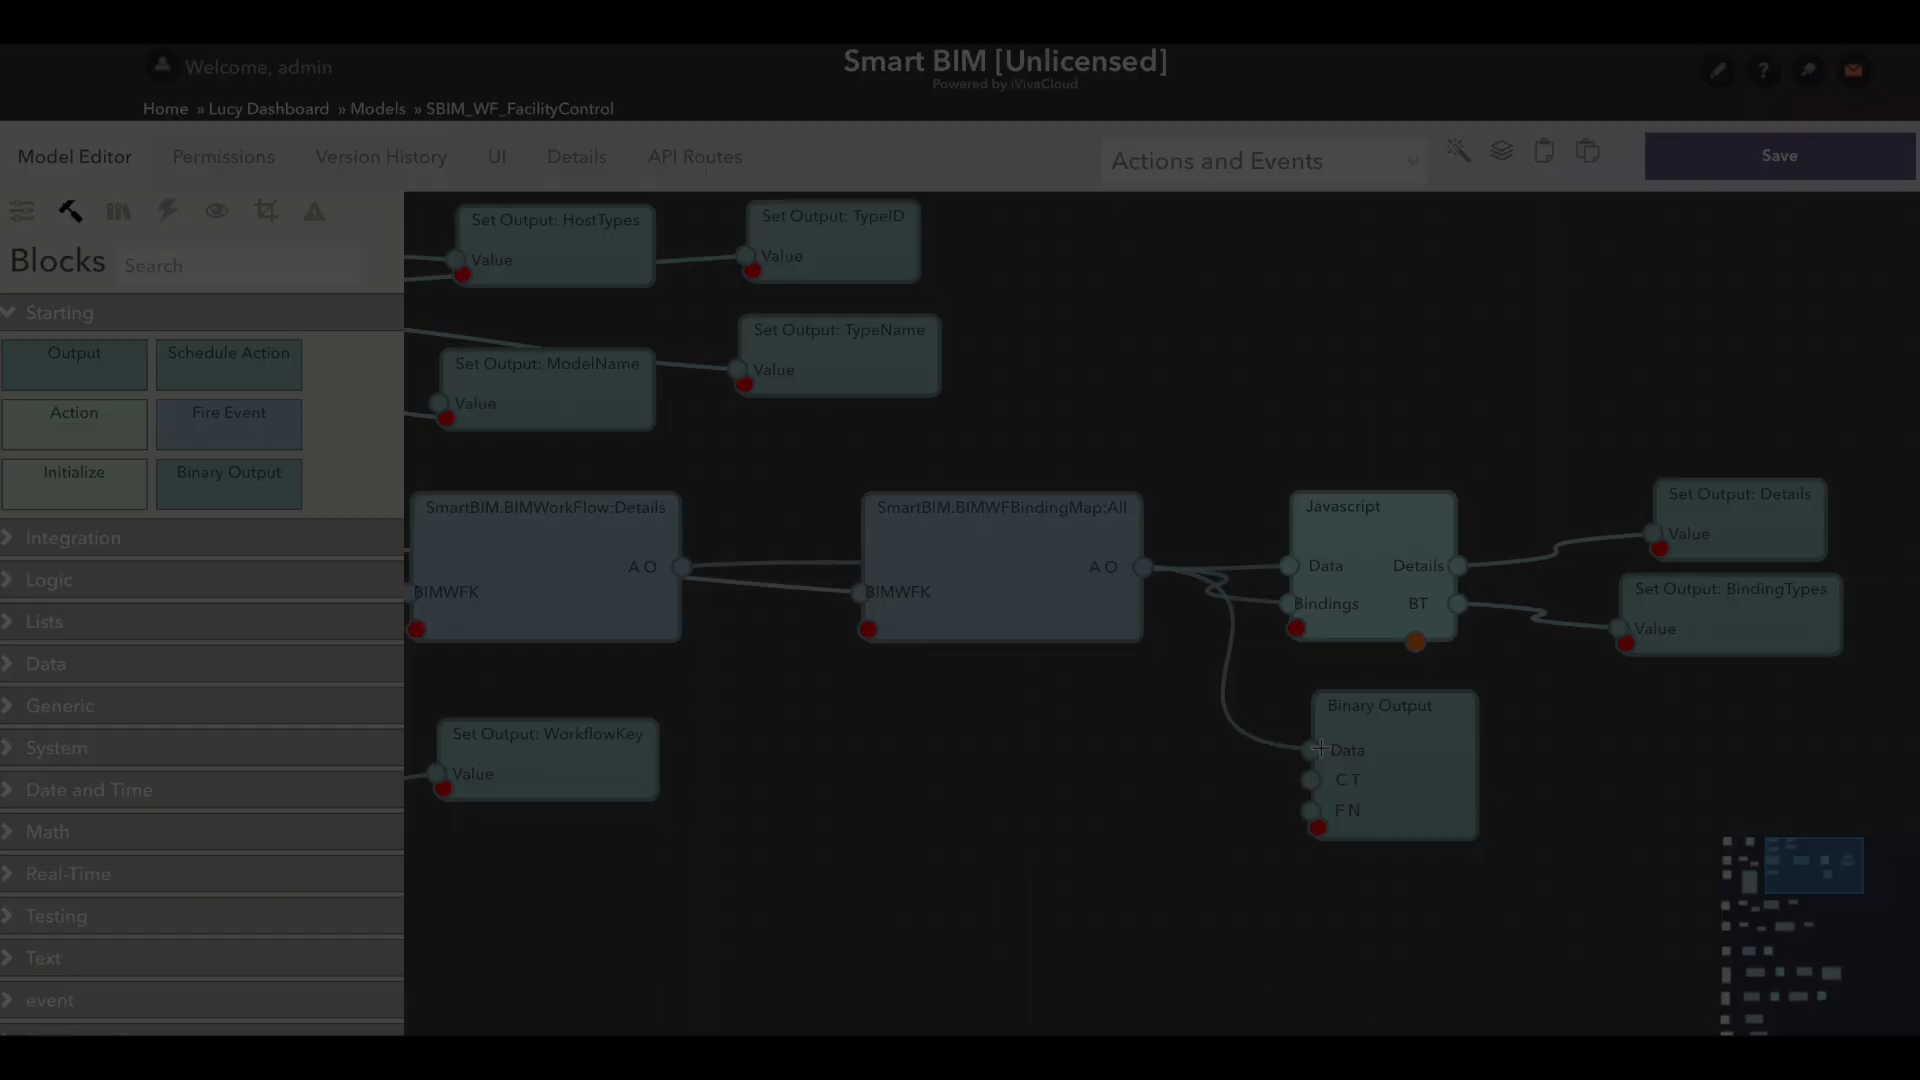 Welcome, admin
Smart BIM [Unlicensed]
Powered by iVivaCloud
Home » Lucy Dashboard » Models » SBIM_WF_FacilityControl
Model Editor
Permissions
Version History
UI
Details
API Routes
Actions and Events
Save
Blocks
Search
Starting
Output
Schedule Action
Action
Fire Event
Initialize
Binary Output
Integration
Logic
Lists
Data
Generic
System
Date and Time
Math
Real-Time
Testing
Text
event
Set Output: HostTypes
Value
Set Output: TypeID
Value
Set Output: TypeName
Value
Set Output: ModelName
Value
SmartBIM.BIMWorkFlow:Details
A O
BIMWFK
SmartBIM.BIMWFBindingMap:All
A O
BIMWFK
Javascript
Data
Details
Bindings
BT
Set Output: Details
Value
Set Output: BindingTypes
Value
Set Output: WorkflowKey
Value
Binary Output
Data
C T
F N